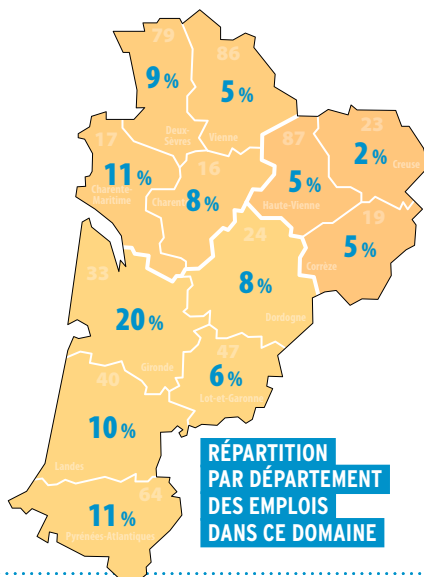 79
9 %
Deux-
Sèvres
86
5 %
Vienne
17
11 %
Charente-
Maritime
16
8 %
Charen
87
5 %
Haute-Vienne
23
2 %
Creuse
19
5 %
Corrèze
24
8 %
Dordogne
33
20 %
Gironde
47
6 %
Lot-et-Garonne
40
10 %
Landes
64
11 %
Pyrénées-Atlantiques
RÉPARTITION
PAR DÉPARTEMENT
DES EMPLOIS
DANS CE DOMAINE